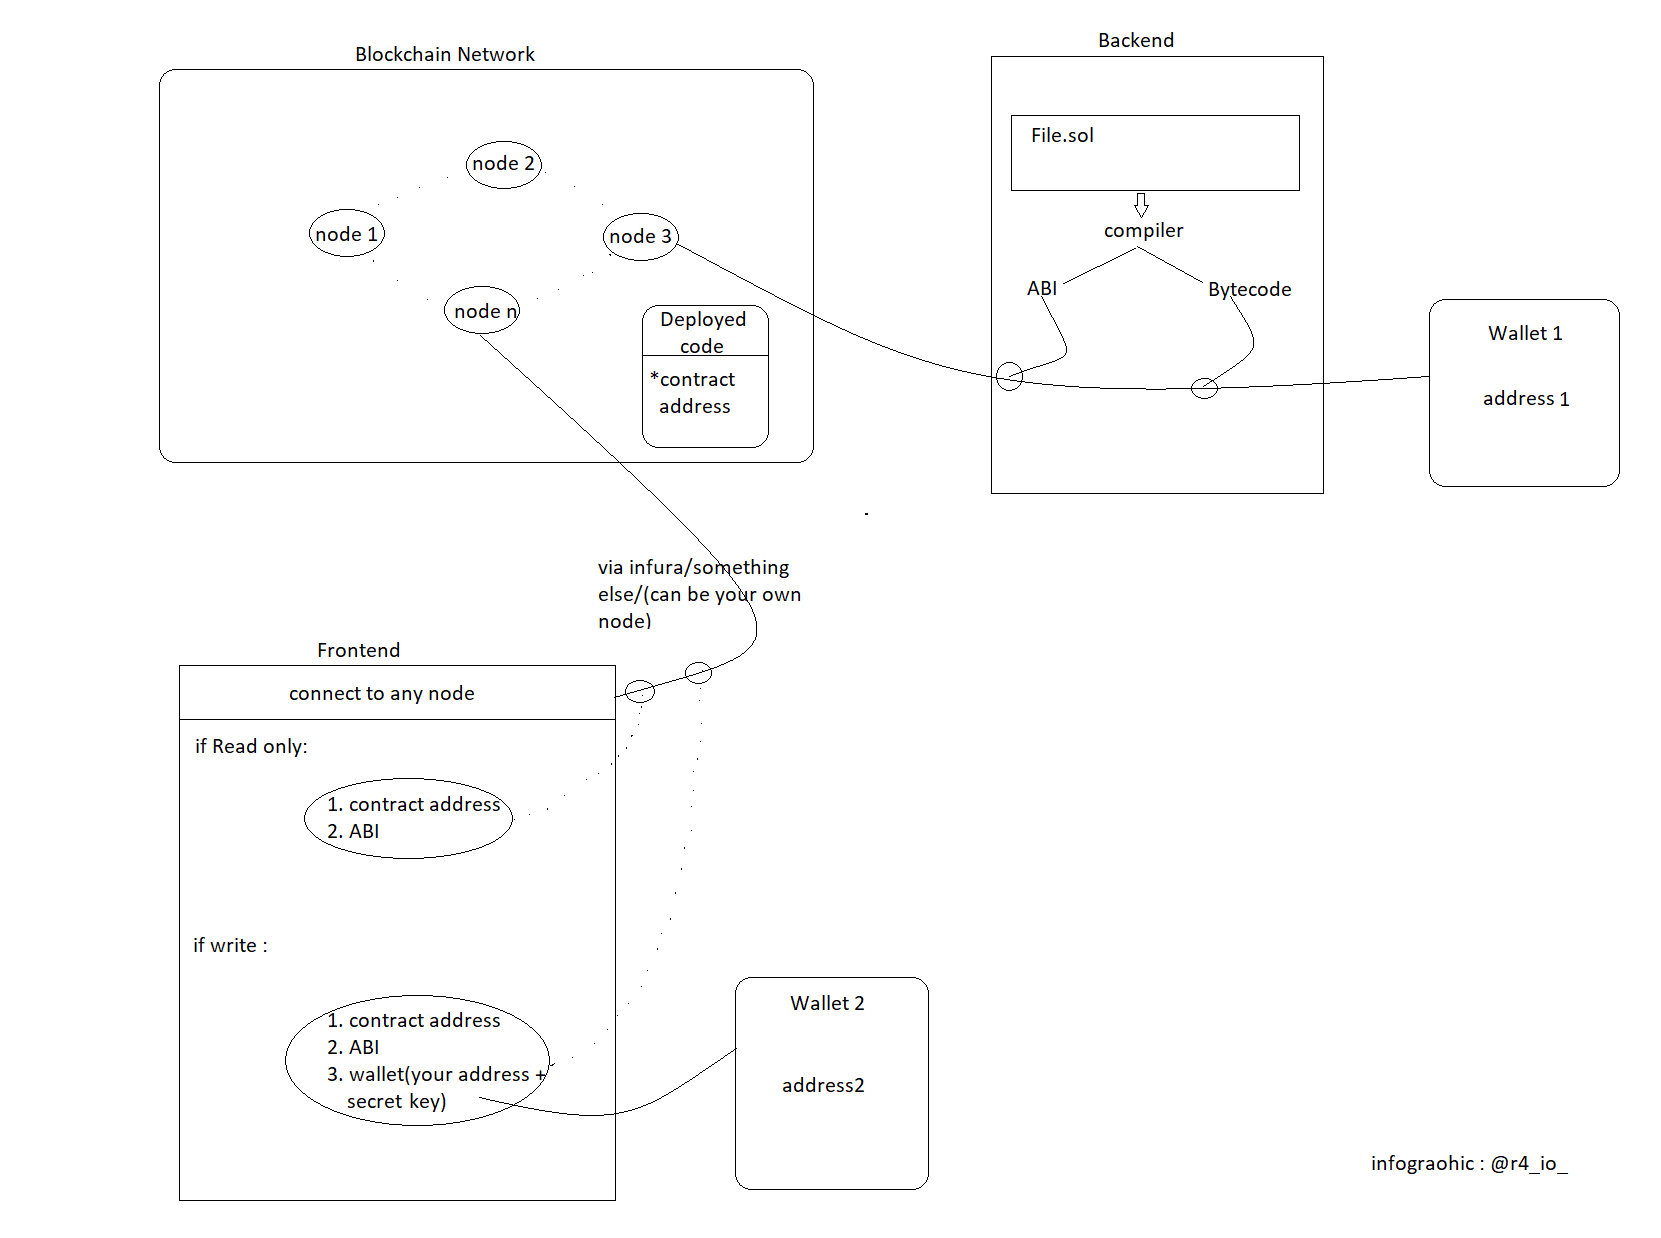 Blockchain Network
node 2
node 1
node 3
node n
Deployed
code
*contract
address
Backend
File.sol
compiler
ABI
Bytecode
Wallet 1
address 1
via infura/something
else/(can be your own
node)
Frontend
connect to any node
if Read only:
1. contract address
2. ABI
if write :
1. contract address
2. ABI
3. wallet(your address +
secret key)
Wallet 2
address2
infograohic : @r4_io_